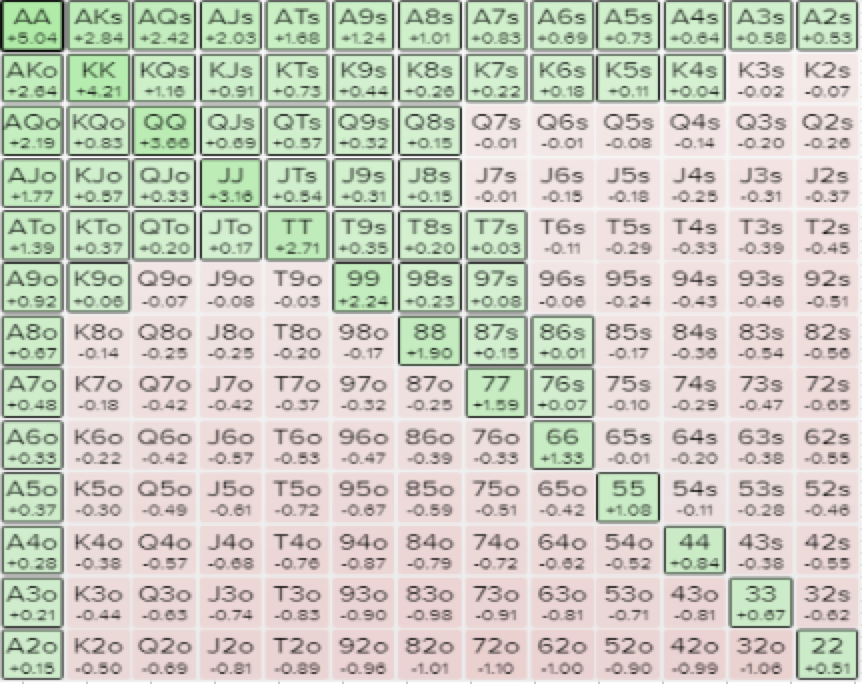 AA AKs AQs AJs ATs A9s A8s A7s A6s A5s A4s A3s A2s
+5.04 +2.84 +2.42 +2.03 +1.68 +1.24 +1.01 +0.83 +0.69 +0.73 +0.64 +0.58 +0.53
AKo KK KQs KJs KTs K9s K8s K7s K6s K5s K4s K3s K2s
+2.64 +4.21 +1.16 +0.91 +0.73 +0.44 +0.26 +0.22 +0.18 +0.11 +0.04 -0.02 -0.07
AQo KQo QQ QJs QTs Q9s Q8s Q7s Q6s Q5s Q4s Q3s Q2s
+2.19 +0.83 +3.66 +0.69 +0.57 +0.32 +0.15 -0.01 -0.01 -0.08 -0.14 -0.20 -0.26
AJo KJo QJo JJ JTs J9s J8s J7s J6s J5s J4s J3s J2s
+1.77 +0.57 +0.33 +3.16 +0.54 +0.31 +0.15 -0.01 -0.15 -0.18 -0.25 -0.31 -0.37
ATo KTo QTo JTo TT T9s T8s T7s T6s T5s T4s T3s T2s
+1.39 +0.37 +0.20 +0.17 +2.71 +0.35 +0.20 +0.03 -0.11 -0.29 -0.33 -0.39 -0.45
A9o K9o Q9o J9o T9o 99 98s 97s 96s 95s 94s 93s 92s
+0.92 +0.06 -0.07 -0.08 -0.03 +2.24 +0.23 +0.08 -0.06 -0.24 -0.43 -0.46 -0.51
A8o K8o Q8o J8o T8o 98o 88 87s 86s 85s 84s 83s 82s
+0.67 -0.14 -0.25 -0.25 -0.20 -0.17 +1.90 +0.15 +0.01 -0.17 -0.36 -0.54 -0.56
A7o K7o Q7o J7o T7o 97o 87o 77 76s 75s 74s 73s 72s
+0.48 -0.18 -0.42 -0.42 -0.37 -0.32 -0.25 +1.59 +0.07 -0.10 -0.29 -0.47 -0.65
A6o K6o Q6o J6o T6o 96o 86o 76o 66 65s 64s 63s 62s
+0.33 -0.22 -0.42 -0.57 -0.53 -0.47 -0.39 -0.33 +1.33 -0.01 -0.20 -0.38 -0.55
A5o K5o Q5o J5o T5o 95o 85o 75o 65o 55 54s 53s 52s
+0.37 -0.30 -0.49 -0.61 -0.72 -0.67 -0.59 -0.51 -0.42 +1.08 -0.11 -0.28 -0.46
A4o K4o Q4o J4o T4o 94o 84o 74o 64o 54o 44 43s 42s
+0.28 -0.38 -0.57 -0.68 -0.76 -0.87 -0.79 -0.72 -0.62 -0.52 +0.84 -0.38 -0.55
A3o K3o Q3o J3o T3o 93o 83o 73o 63o 53o 43o 33 32s
+0.21 -0.44 -0.63 -0.74 -0.83 -0.90 -0.98 -0.91 -0.81 -0.71 -0.81 +0.67 -0.62
A2o K2o Q2o J2o T2o 92o 82o 72o 62o 52o 42o 32o 22
+0.15 -0.50 -0.69 -0.81 -0.89 -0.96 -1.01 -1.10 -1.00 -0.90 -0.99 -1.06 +0.51